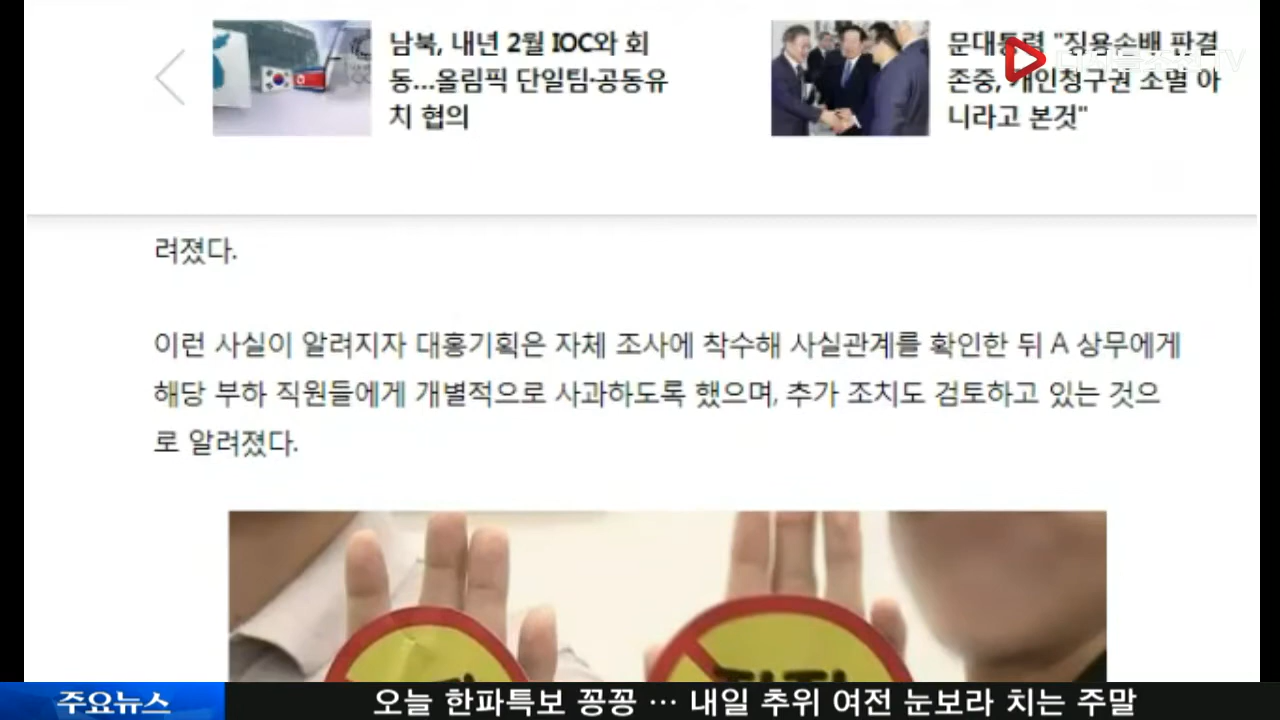 남북, 내년 2월 IOC와 회
동...올림픽 단일팀·공동유
치 협의
문대통령 "징용손배 판결
존중, 개인청구권 소멸 아
니라고 본것"
려졌다.
이런 사실이 알려지자 대홍기획은 자체 조사에 착수해 사실관계를 확인한 뒤 A 상무에게
해당 부하 직원들에게 개별적으로 사과하도록 했으며, 추가 조치도 검토하고 있는 것으
로 알려졌다.
주요뉴스
오늘 한파특보 꽁꽁 … 내일 추위 여전 눈보라 치는 주말